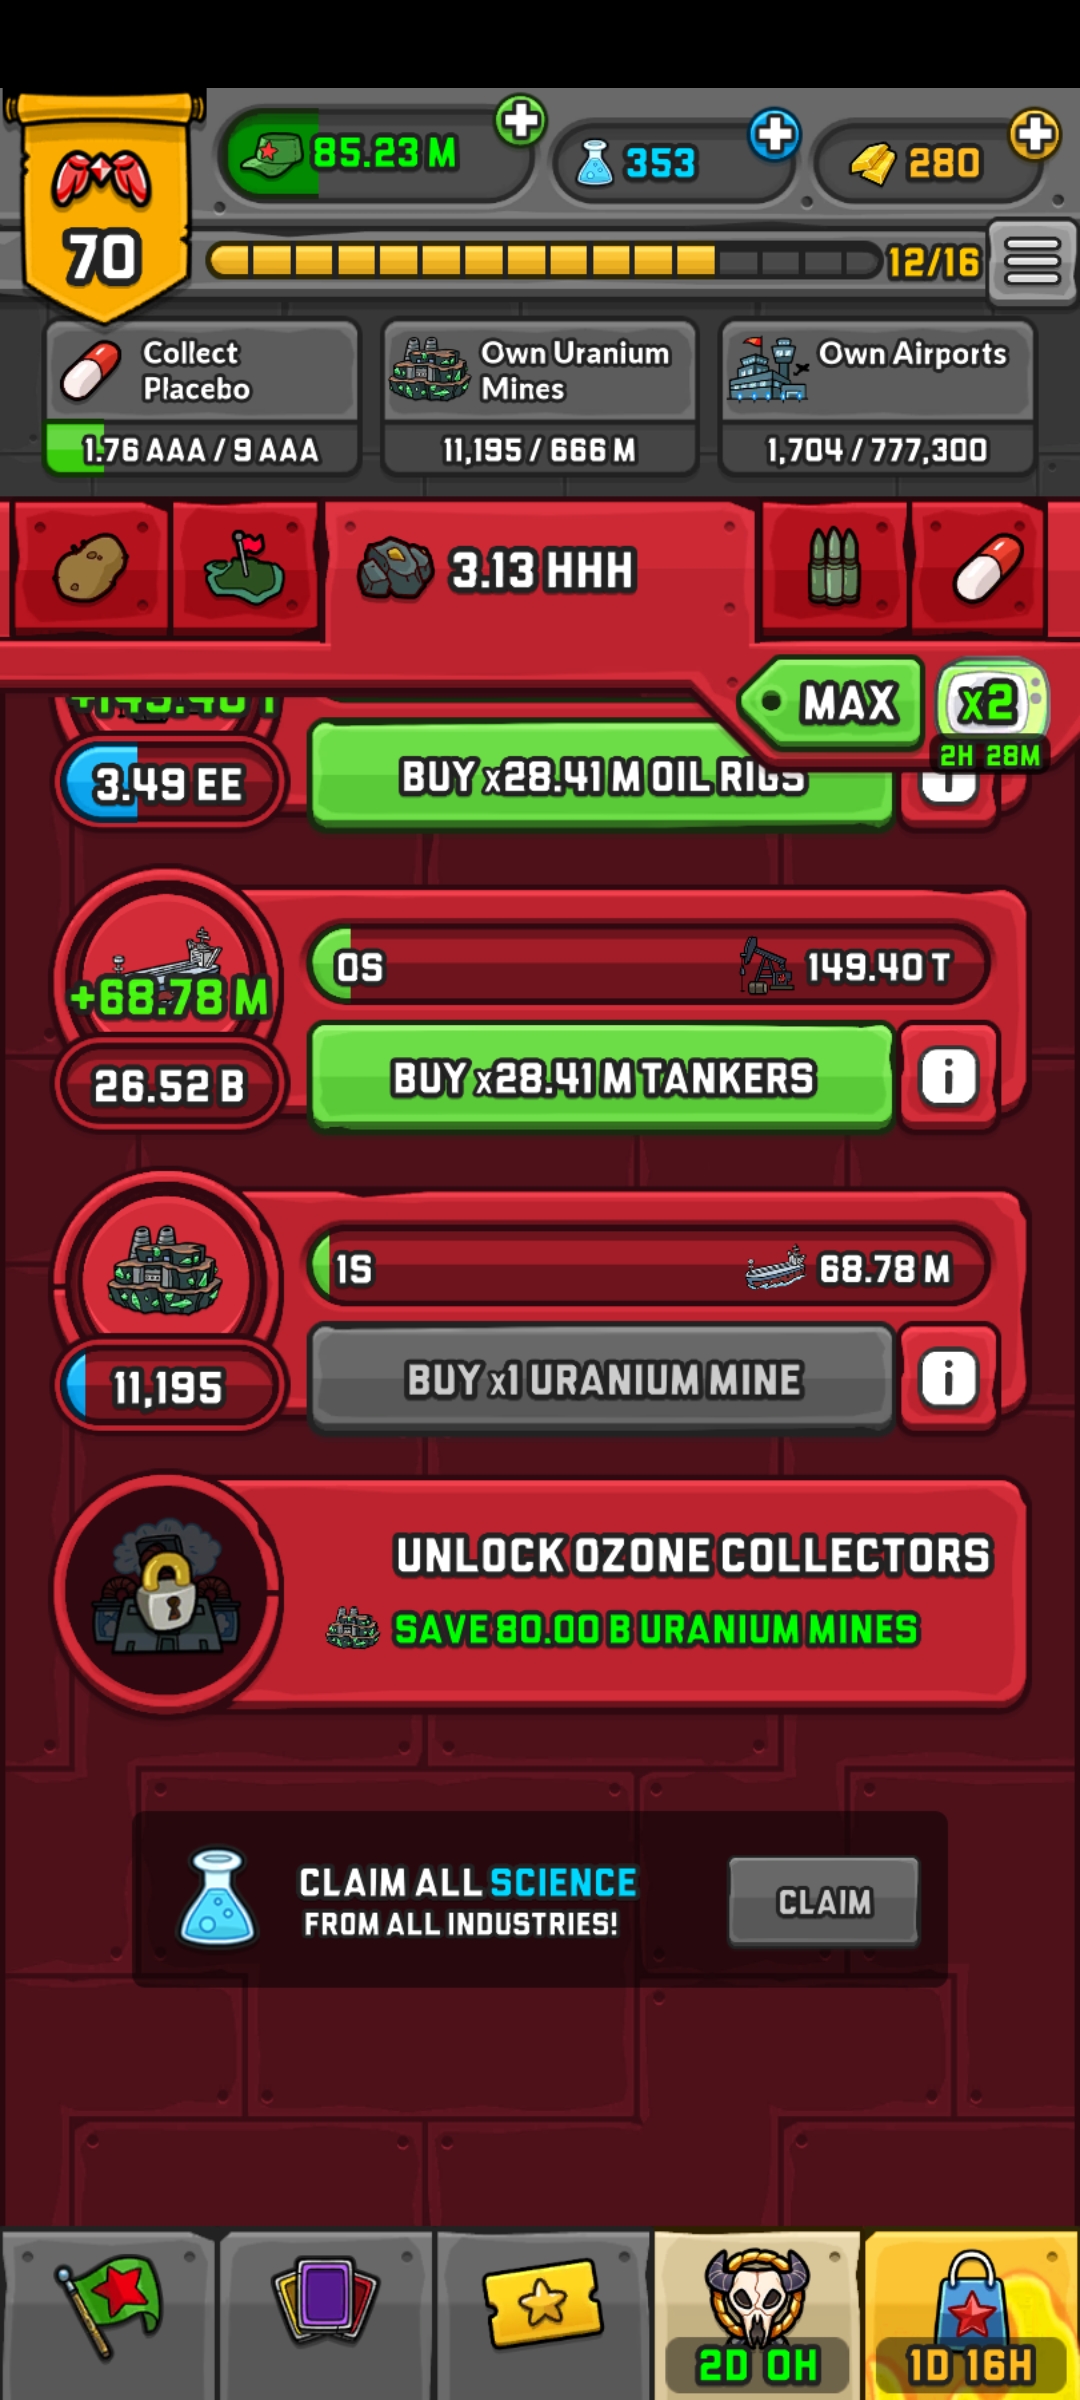 85.23 M
353
280
70
12/16
Collect
Placebo
Own Uranium
Mines
Own Airports
1.76 AAA / 9 AAA
11,195 / 666 M
1,704 / 777,300
3.13 HHH
MAX
x2
2H 28M
3.49 EE
BUY x28.41 M OIL RIGS
+68.78 M
0S
149.40 T
26.52 B
BUY x28.41 M TANKERS
i
1S
68.78 M
11,195
BUY x1 URANIUM MINE
i
UNLOCK OZONE COLLECTORS
SAVE 80.00 B URANIUM MINES
CLAIM ALL SCIENCE
FROM ALL INDUSTRIES!
CLAIM
2D 0H
1D 16H